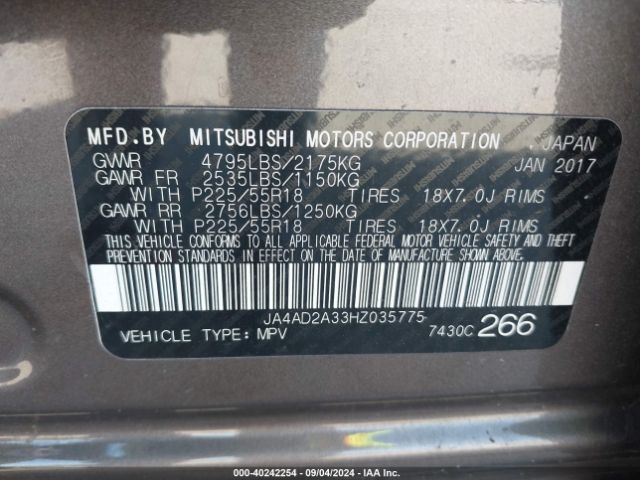 MFD.BY MITSUBISHI MOTORS CORPORATION .JAPAN
GVWR 4795LBS/2175KG JAN 2017
GAWR FR 2535LBS/1150KG
WITH P225/55R18 TIRES 18X7.0J RIMS
GAWR RR 2756LBS/1250KG
WITH P225/55R18 TIRES 18X7.0J RIMS
THIS VEHICLE CONFORMS TO ALL APPLICABLE FEDERAL MOTOR VEHICLE SAFETY AND THEFT
PREVENTION STANDARDS IN EFFECT ON THE DATE OF MANUFACTURE SHOWN ABOVE.
JA4AD2A33HZ035775
VEHICLE TYPE:MPV 7430C 266
000-40242254 - 09/04/2024 - IAA Inc.